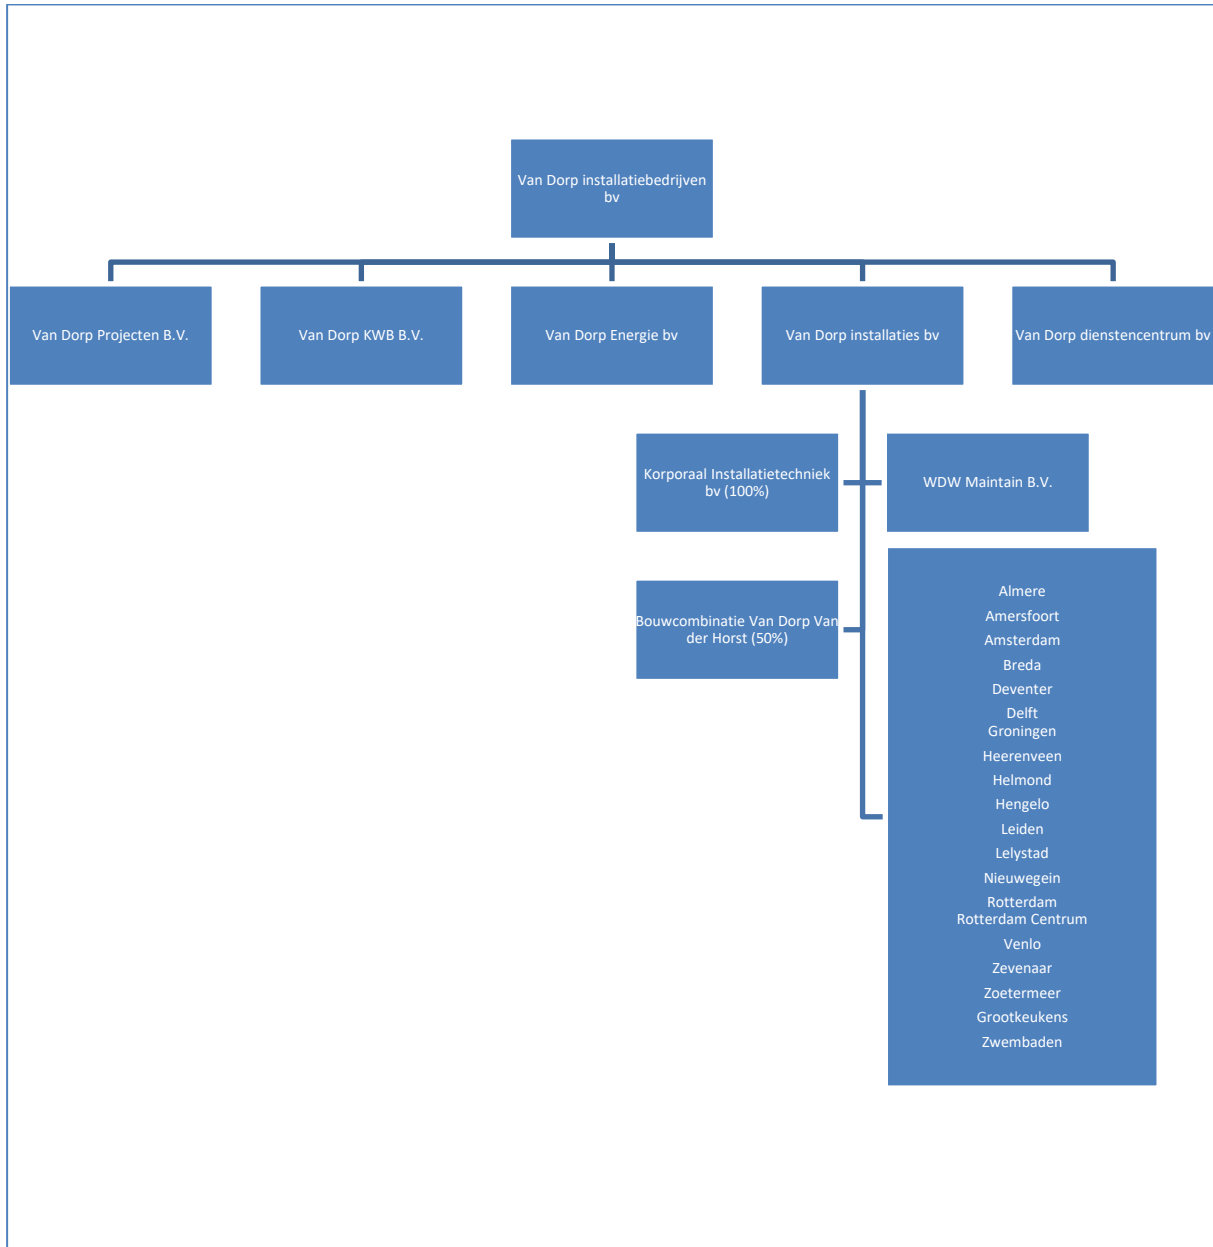 Van Dorp installatiebedrijven
bv
Van Dorp Projecten B.V.
Van Dorp KWB B.V.
Van Dorp Energie bv
Van Dorp installaties bv
Van Dorp dienstencentrum bv
Korporaal Installatietechniek
bv (100%)
WDW Maintain B.V.
Bouwcombinatie Van Dorp Van
der Horst (50%)
Almere
Amersfoort
Amsterdam
Breda
Deventer
Delft
Groningen
Heerenveen
Helmond
Hengelo
Leiden
Lelystad
Nieuwegein
Rotterdam
Rotterdam Centrum
Venlo
Zevenaar
Zoetermeer
Grootkeukens
Zwembaden